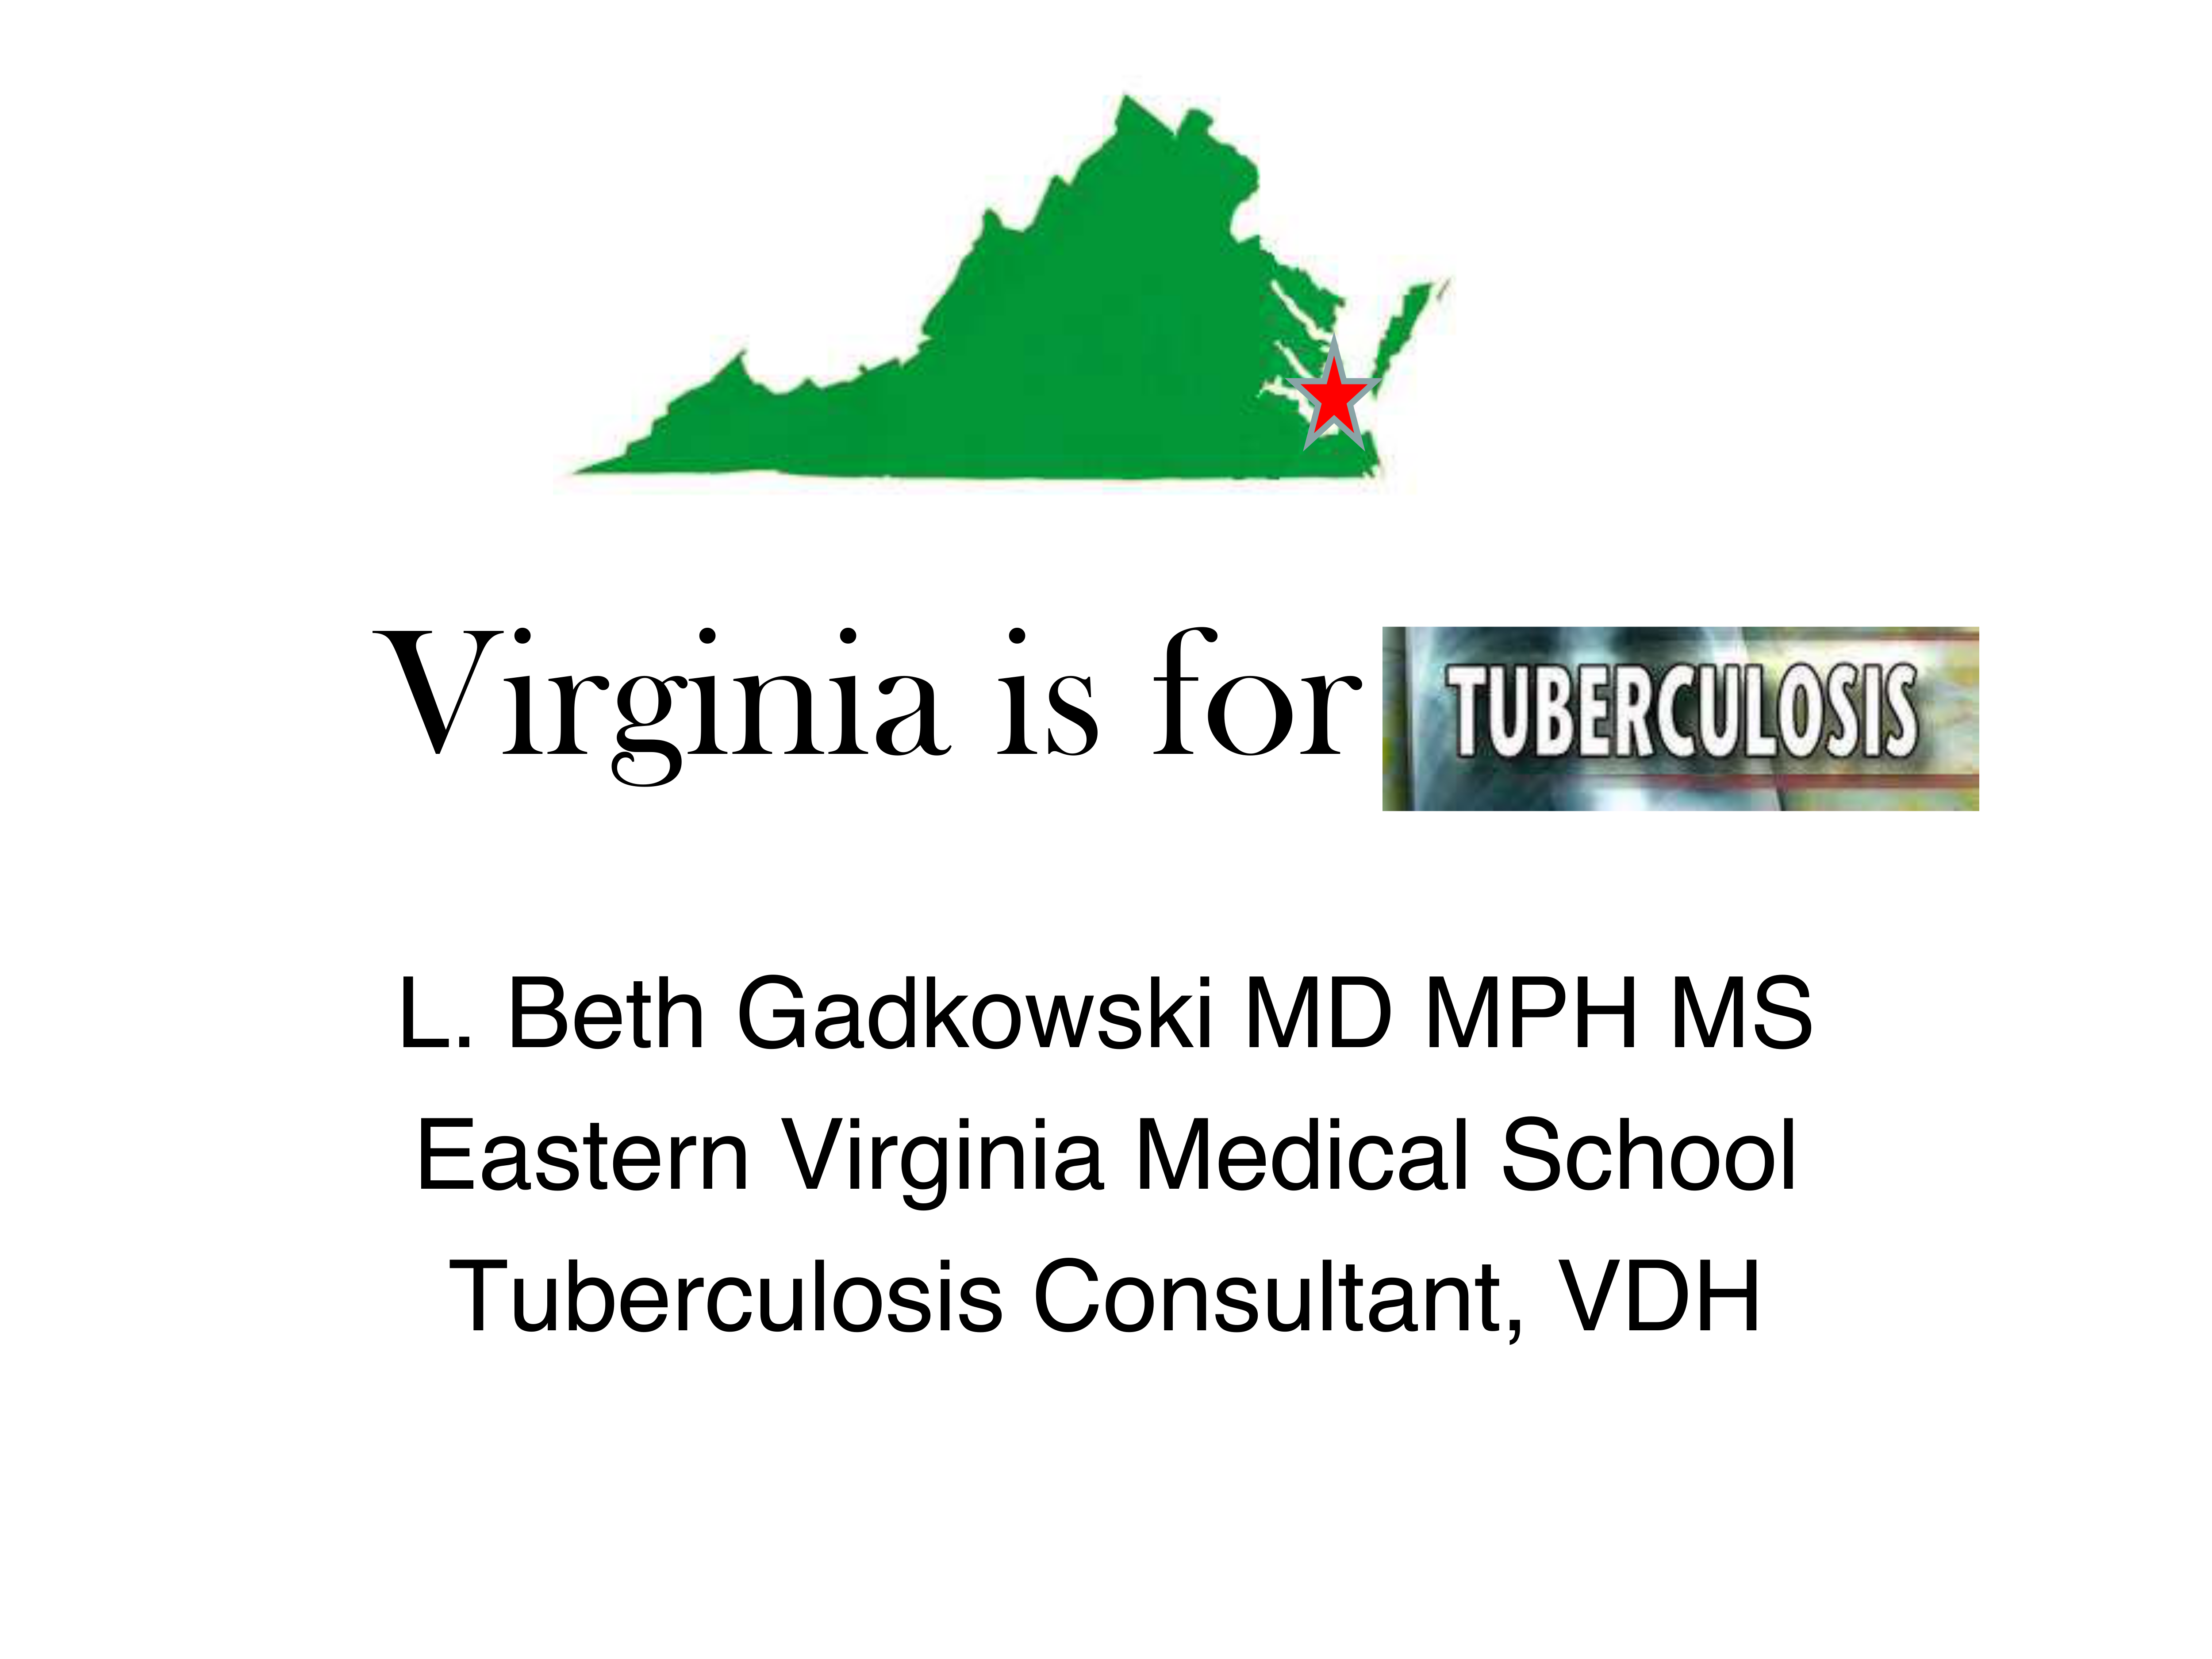 Virginia is for TUBERCULOSIS
L. Beth Gadkowski MD MPH MS
Eastern Virginia Medical School
Tuberculosis Consultant, VDH